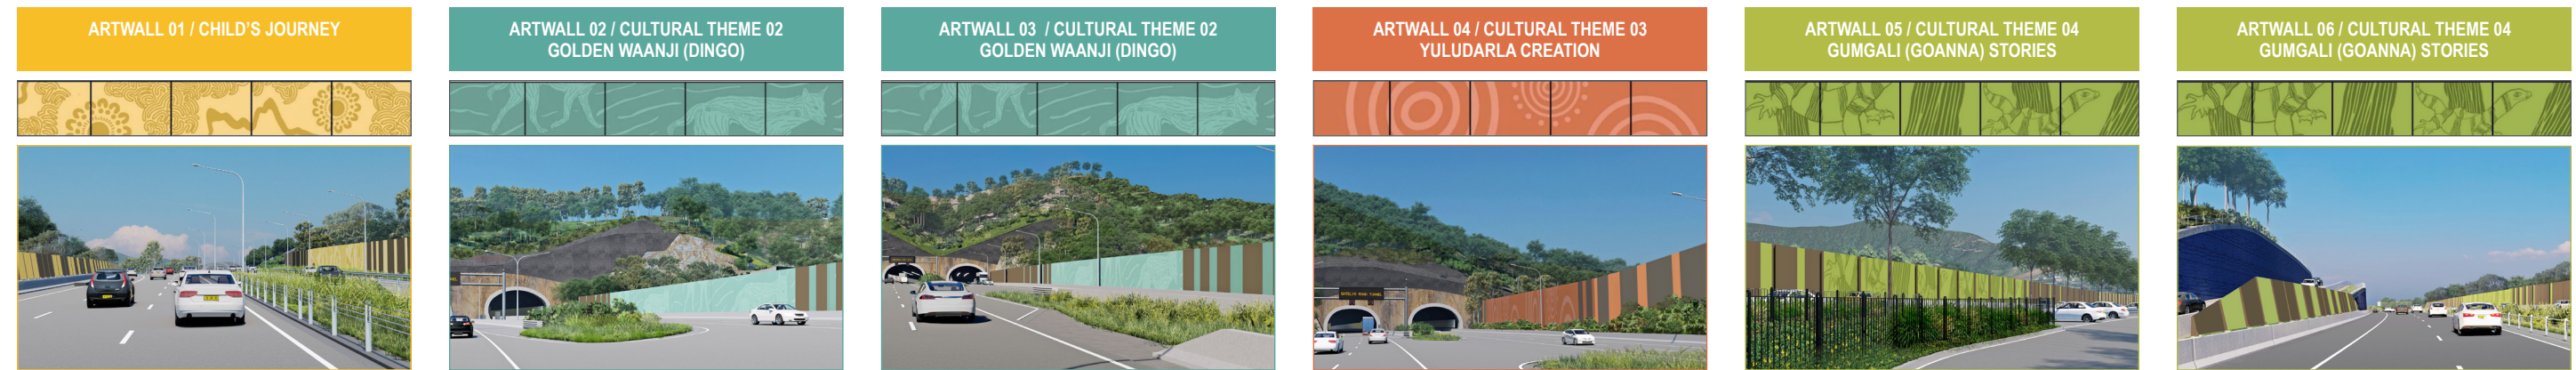 ARTWALL 01 / CHILD'S JOURNEY
ARTWALL 02 / CULTURAL THEME 02
GOLDEN WAANJI (DINGO)
ARTWALL 03 / CULTURAL THEME 02
GOLDEN WAANJI (DINGO)
ARTWALL 04 / CULTURAL THEME 03
YULUDARLA CREATION
ARTWALL 05 / CULTURAL THEME 04
GUMGALI (GOANNA) STORIES
ARTWALL 06 / CULTURAL THEME 04
GUMGALI (GOANNA) STORIES